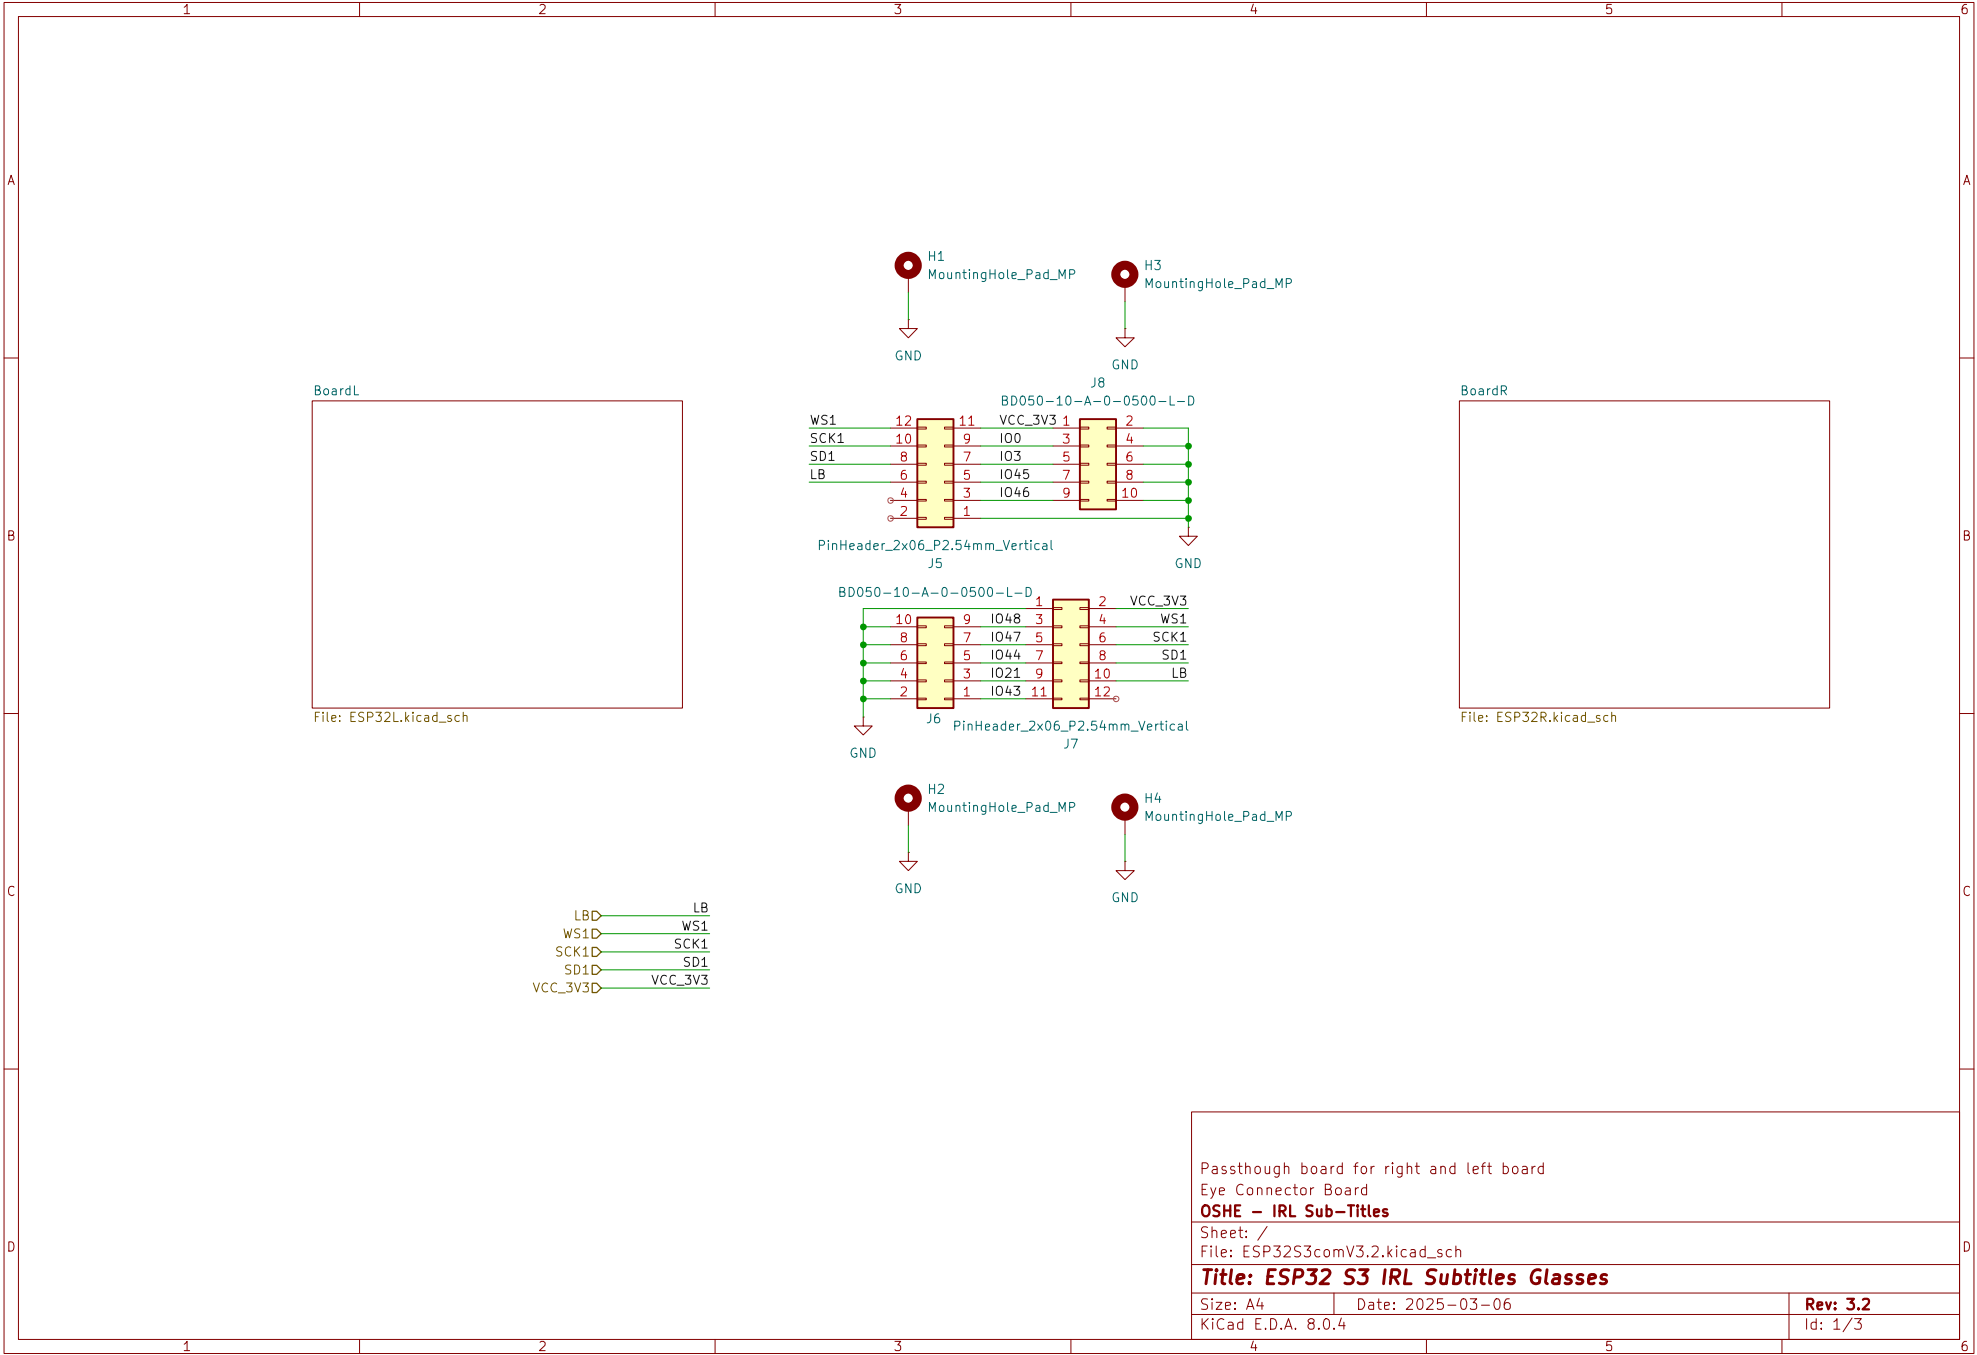 1 2 3 4 5 6
A A
H1
MountingHole_Pad_MP
H3
MountingHole_Pad_MP
GND
GND
J8
BoardL
BoardR
BD050-10-A-0-0500-L-D
WS1 12 11 VCC_3V3 1 2
SCK1 10 9 IO0 3 4
SD1 8 7 IO3 5 6
LB 6 5 IO45 7 8
4 3 IO46 9 10
2 1
B B
PinHeader_2x06_P2.54mm_Vertical
J5
GND
BD050-10-A-0-0500-L-D
1 2 VCC_3V3
10 9 IO48 3 4 WS1
8 7 IO47 5 6 SCK1
6 5 IO44 7 8 SD1
4 3 IO21 9 10 LB
2 1 IO43 11 12
J6
File: ESP32L.kicad_sch
File: ESP32R.kicad_sch
PinHeader_2x06_P2.54mm_Vertical
J7
GND
H2
MountingHole_Pad_MP
H4
MountingHole_Pad_MP
GND
GND
C C
LB LB
WS1 WS1
SCK1 SCK1
SD1 SD1
VCC_3V3 VCC_3V3
Passthough board for right and left board
Eye Connector Board
OSHE - IRL Sub-Titles
Sheet: /
File: ESP32S3comV3.2.kicad_sch
D D
Title: ESP32 S3 IRL Subtitles Glasses
Size: A4 Date: 2025-03-06 Rev: 3.2
KiCad E.D.A. 8.0.4 Id: 1/3
1 2 3 4 5 6